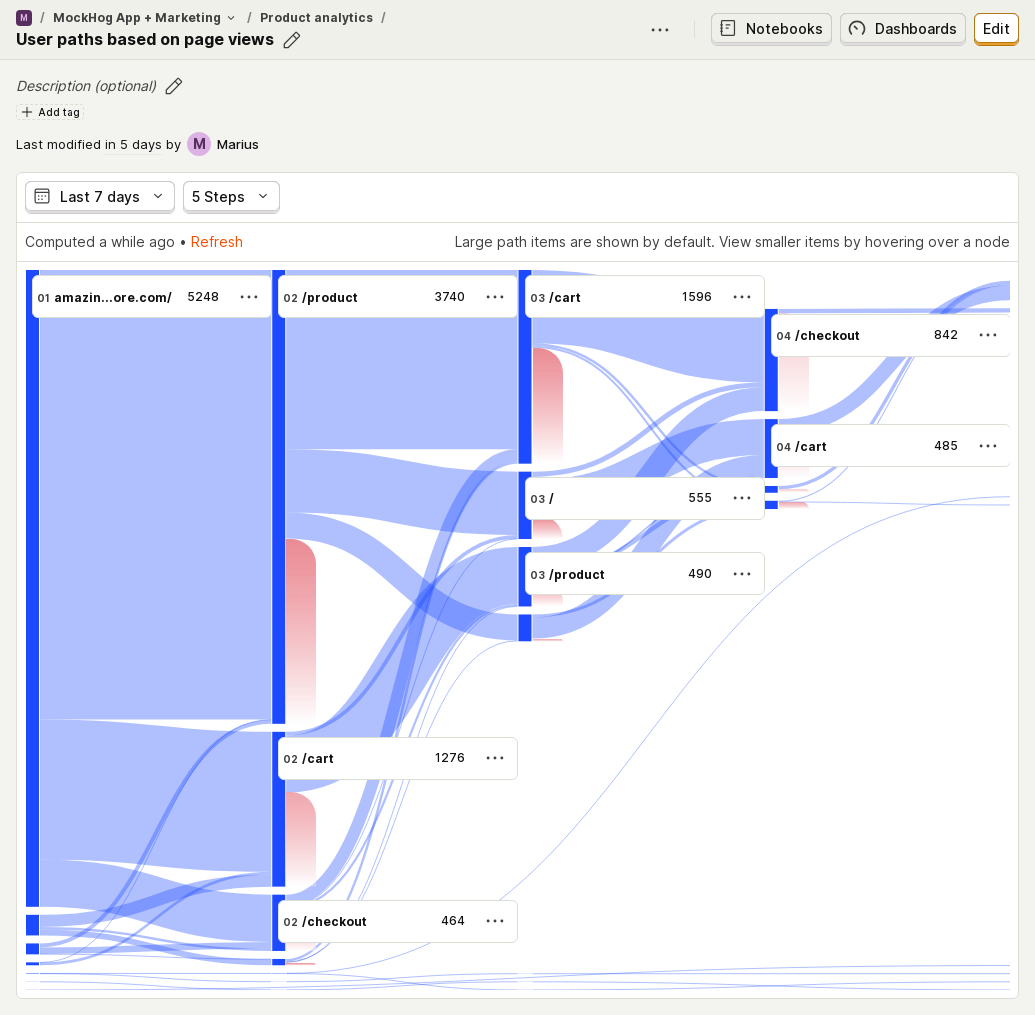 M / MockHog App + Marketing / Product analytics /
User paths based on page views
Notebooks
Dashboards
Edit
Description (optional)
Add tag
Last modified in 5 days by M Marius
Last 7 days
5 Steps
Computed a while ago • Refresh
Large path items are shown by default. View smaller items by hovering over a node
01 amazin...ore.com/ 5248
02 /product 3740
03 /cart 1596
04 /checkout 842
04 /cart 485
03 / 555
03 /product 490
02 /cart 1276
02 /checkout 464